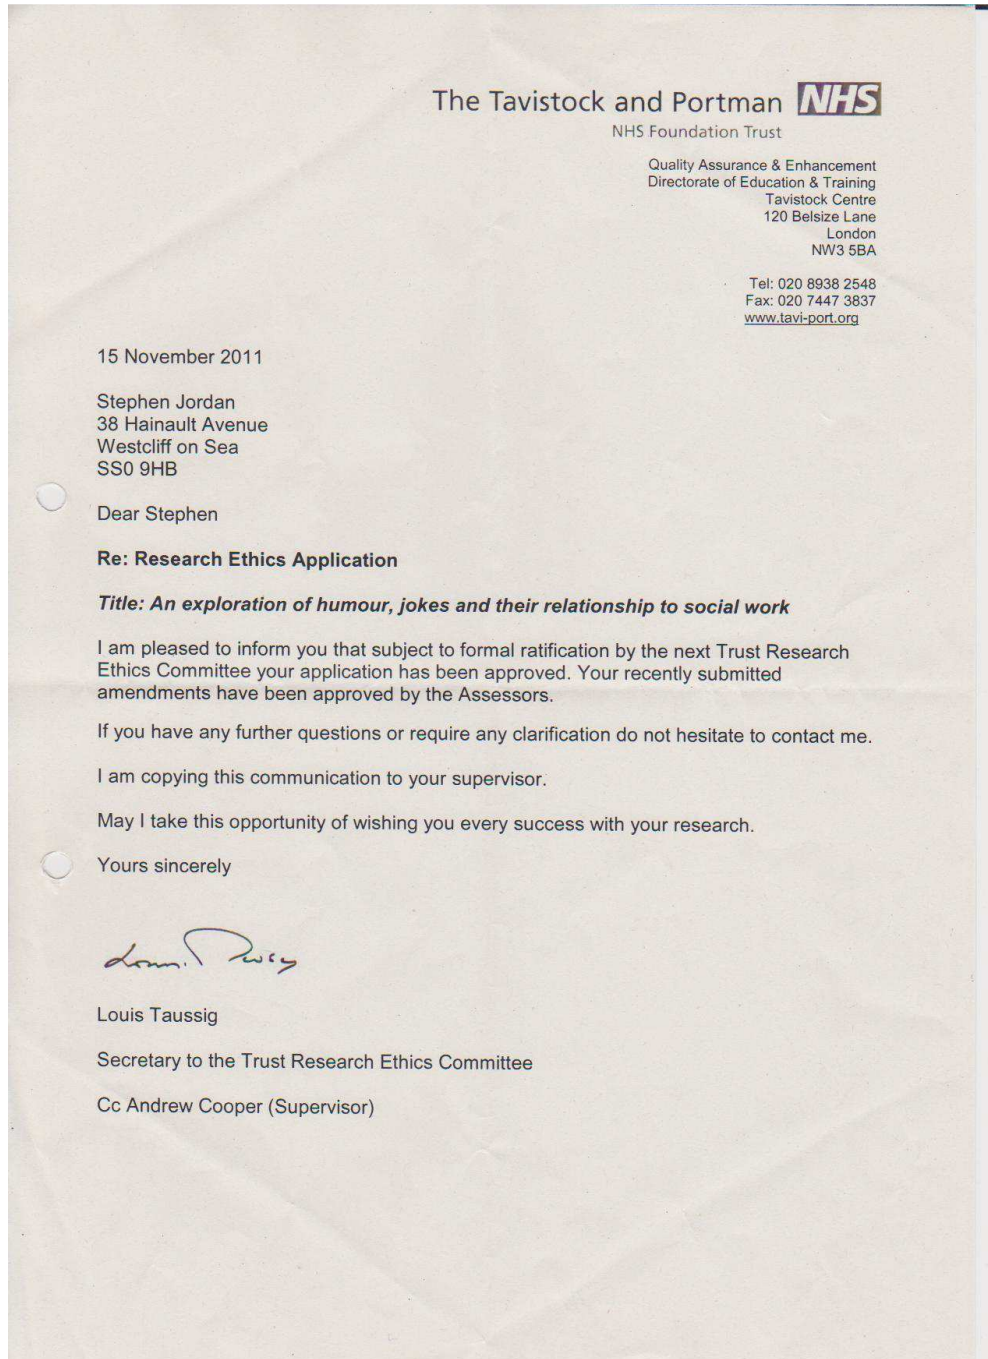 The Tavistock and Portman NHS
NHS Foundation Trust
Quality Assurance & Enhancement
Directorate of Education & Training
Tavistock Centre
120 Belsize Lane
London
NW3 5BA
Tel: 020 8938 2548
Fax: 020 7447 3837
www.tavi-port.org
15 November 2011
Stephen Jordan
38 Hainault Avenue
Westcliff on Sea
SS0 9HB
Dear Stephen
Re: Research Ethics Application
Title: An exploration of humour, jokes and their relationship to social work
I am pleased to inform you that subject to formal ratification by the next Trust Research
Ethics Committee your application has been approved. Your recently submitted
amendments have been approved by the Assessors.
If you have any further questions or require any clarification do not hesitate to contact me.
I am copying this communication to your supervisor.
May I take this opportunity of wishing you every success with your research.
Yours sincerely
Louis Taussig
Secretary to the Trust Research Ethics Committee
Cc Andrew Cooper (Supervisor)